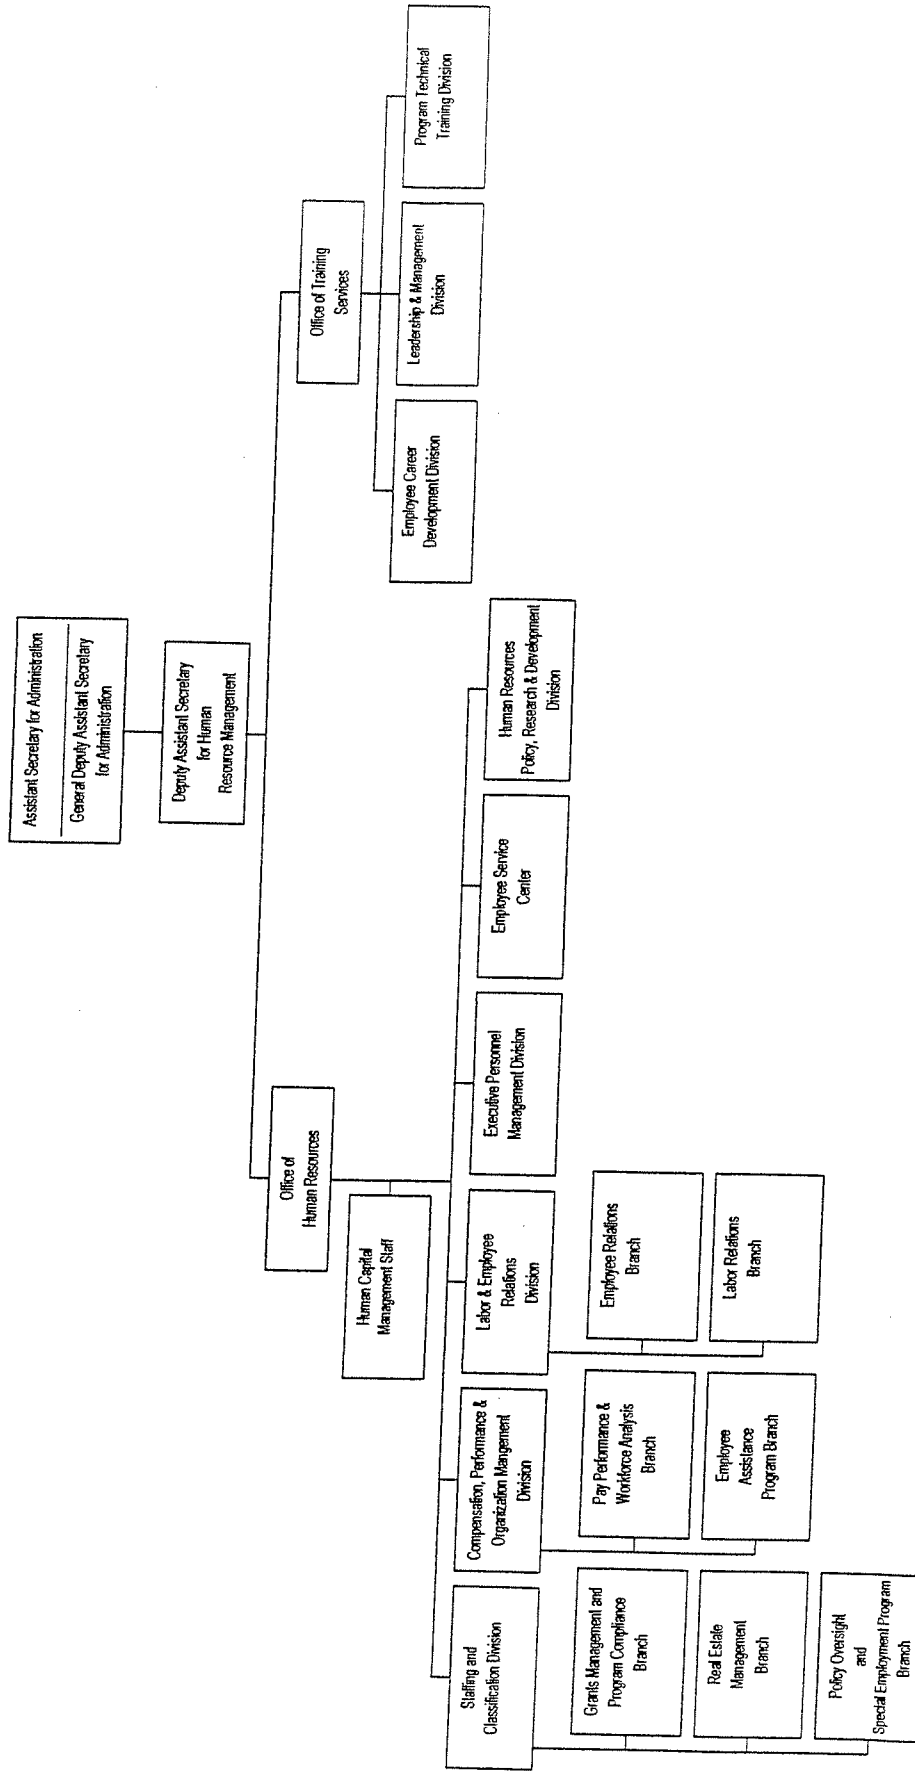 Assistant Secretary for Administration
General Deputy Assistant Secretary
for Administration
Deputy Assistant Secretary
for Human
Resource Management
Office of
Human Resources
Office of Training
Services
Human Capital
Management Staff
Staffing and
Classification Division
Compensation, Performance &
Organization Mangement
Division
Labor & Employee
Relations
Division
Executive Personnel
Management Division
Employee Service
Center
Human Resources
Policy, Research & Development
Division
Employee Career
Development Division
Leadership & Management
Division
Program Technical
Training Division
Grants Management and
Program Compliance
Branch
Real Estate
Management
Branch
Policy Oversight
and
Special Employment Program
Branch
Pay Performance &
Workforce Analysis
Branch
Employee
Assistance
Program Branch
Employee Relations
Branch
Labor Relations
Branch